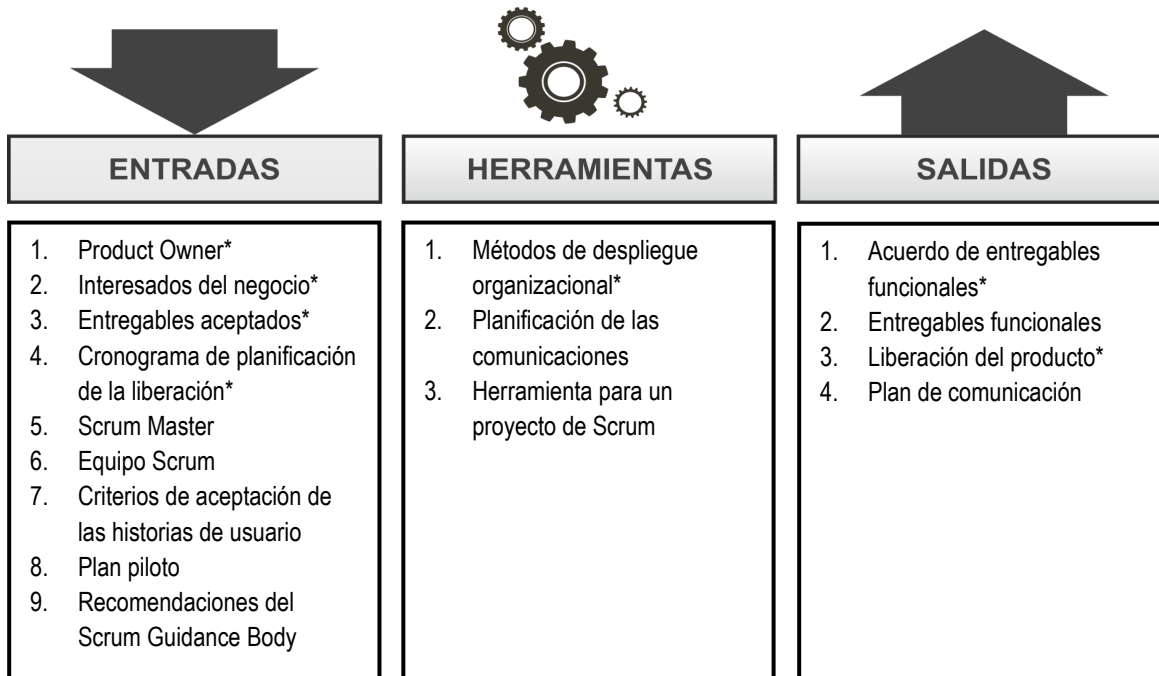 ENTRADAS
1. Product Owner*
2. Interesados del negocio*
3. Entregables aceptados*
4. Cronograma de planificación
de la liberación*
5. Scrum Master
6. Equipo Scrum
7. Criterios de aceptación de
las historias de usuario
8. Plan piloto
9. Recomendaciones del
Scrum Guidance Body
HERRAMIENTAS
1. Métodos de despliegue
organizacional*
2. Planificación de las
comunicaciones
3. Herramienta para un
proyecto de Scrum
SALIDAS
1. Acuerdo de entregables
funcionales*
2. Entregables funcionales
3. Liberación del producto*
4. Plan de comunicación